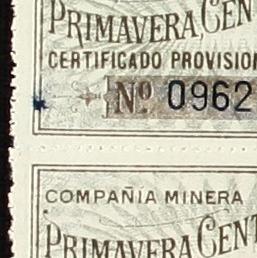 PRIMAVERA, CEN
CERTIFICADO PROVISION
Nº 0962
COMPAÑIA MINERA
PRIMAVERA CENT